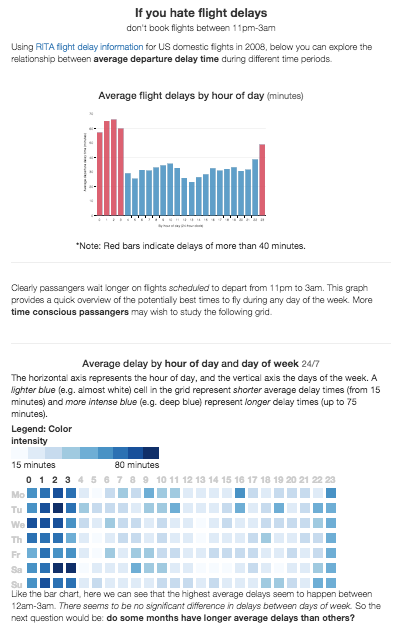 If you hate flight delays
don't book flights between 11pm-3am
Using RITA flight delay information for US domestic flights in 2008, below you can explore the
relationship between average departure delay time during different time periods.
Average flight delays by hour of day (minutes)
Average departure delay time (minutes)
By hour of day (24-hour clock)
*Note: Red bars indicate delays of more than 40 minutes.
Clearly passengers wait longer on flights scheduled to depart from 11pm to 3am. This graph
provides a quick overview of the potentially best times to fly during any day of the week. More
time conscious passengers may wish to study the following grid.
Average delay by hour of day and day of week 24/7
The horizontal axis represents the hour of day, and the vertical axis the days of the week. A
lighter blue (e.g. almost white) cell in the grid represent shorter average delay times (from 15
minutes) and more intense blue (e.g. deep blue) represent longer delay times (up to 75
minutes).
Legend: Color
intensity
15 minutes 80 minutes
0 1 2 3 4 5 6 7 8 9 10 11 12 13 14 15 16 17 18 19 20 21 22 23
Mo
Tu
We
Th
Fr
Sa
Su
Like the bar chart, here we can see that the highest average delays seem to happen between
12am-3am. There seems to be no significant difference in delays between days of week. So the
next question would be: do some months have longer average delays than others?